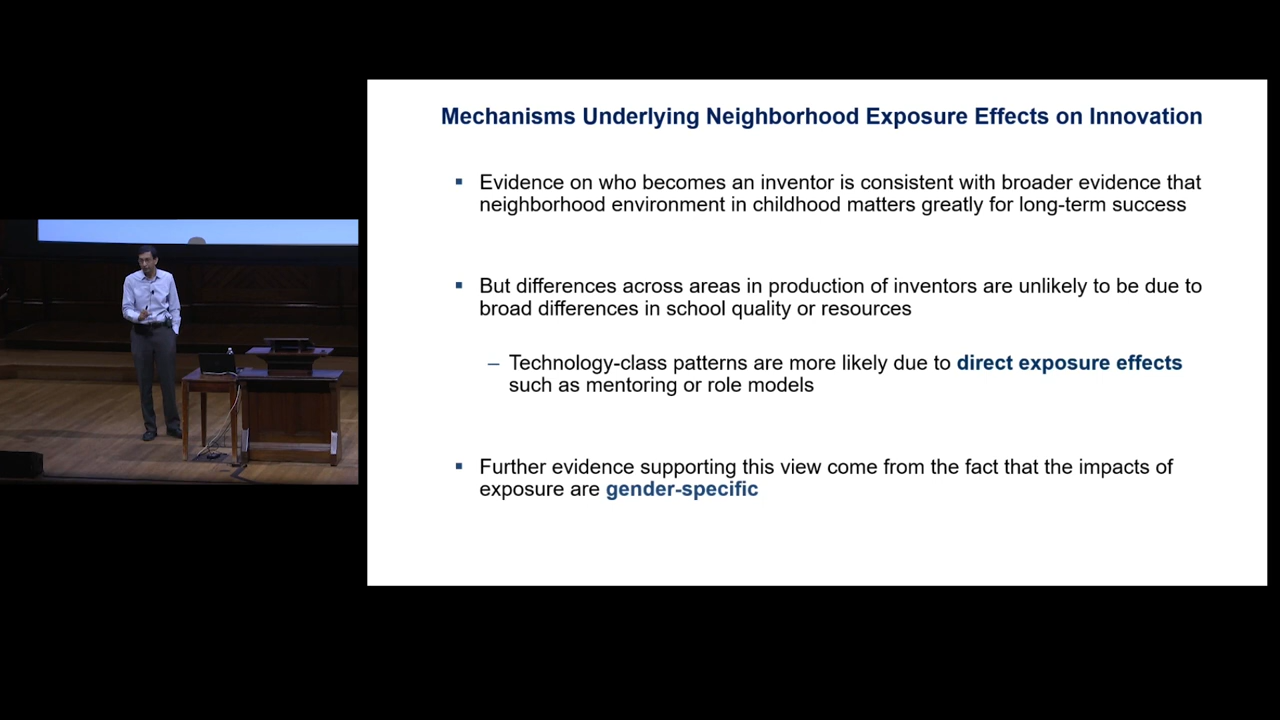 Mechanisms Underlying Neighborhood Exposure Effects on Innovation
▪ Evidence on who becomes an inventor is consistent with broader evidence that
neighborhood environment in childhood matters greatly for long-term success
▪ But differences across areas in production of inventors are unlikely to be due to
broad differences in school quality or resources
– Technology-class patterns are more likely due to direct exposure effects
such as mentoring or role models
▪ Further evidence supporting this view come from the fact that the impacts of
exposure are gender-specific